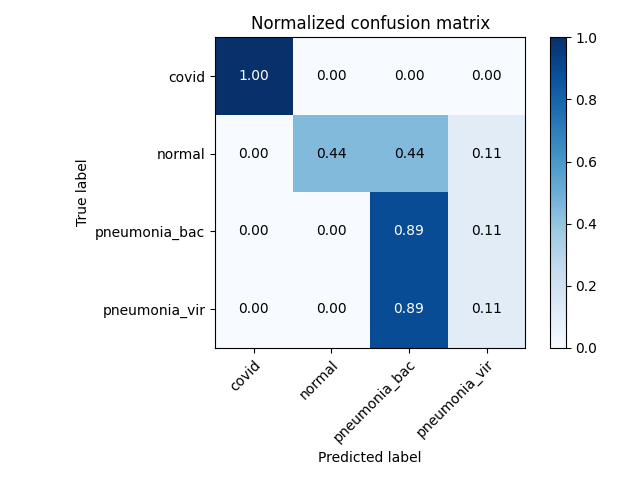 Normalized confusion matrix
True label
covid
normal
pneumonia_bac
pneumonia_vir
1.00 0.00 0.00 0.00
0.00 0.44 0.44 0.11
0.00 0.00 0.89 0.11
0.00 0.00 0.89 0.11
covid
normal
pneumonia_bac
pneumonia_vir
Predicted label
1.0
0.8
0.6
0.4
0.2
0.0